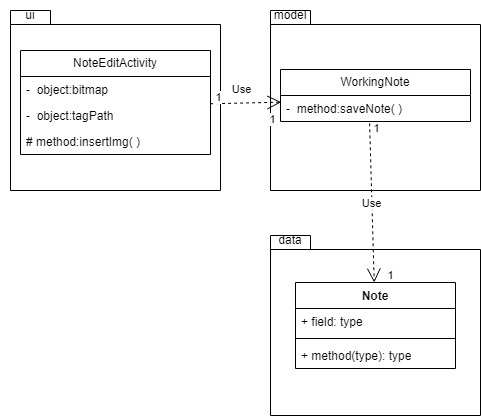 ui
NoteEditActivity
- object:bitmap
- object:tagPath
# method:insertImg( )
1
Use
1
model
WorkingNote
- method:saveNote( )
1
Use
data
1
Note
+ field: type
+ method(type): type